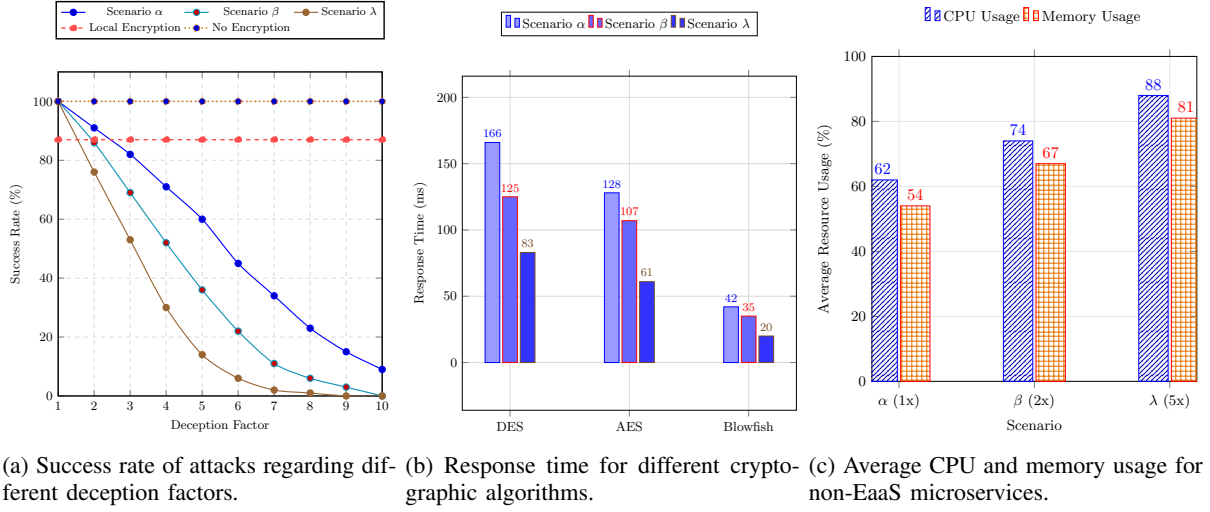 Scenario α Scenario β Scenario λ
Local Encryption No Encryption
100
80
60
40
20
0
1 2 3 4 5 6 7 8 9 10
Success Rate (%)
Deception Factor
(a) Success rate of attacks regarding dif-
ferent deception factors.
Scenario α Scenario β Scenario λ
200
150
100
50
0
166 125 83
128 107 61
42 35 20
DES AES Blowfish
Response Time (ms)
(b) Response time for different crypto-
graphic algorithms.
CPU Usage Memory Usage
100
80
60
40
20
0
62 54
74 67
88 81
α (1x) β (2x) λ (5x)
Average Resource Usage (%)
Scenario
(c) Average CPU and memory usage for
non-EaaS microservices.